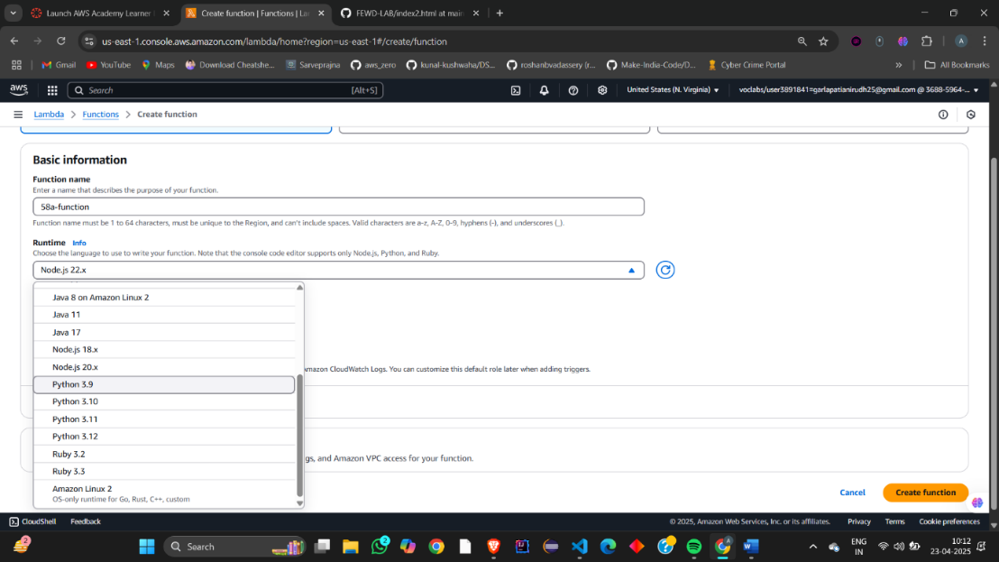 Launch AWS Academy Learner
Create function | Functions | La
FEWD-LAB/index2.html at main
us-east-1.console.aws.amazon.com/lambda/home?region=us-east-1#/create/function
A
Gmail
YouTube
Maps
Download Cheatshe...
Sarveprajna
aws_zero
kunal-kushwaha/DS...
roshanbvadassery (r...
Make-India-Code/D...
Cyber Crime Portal
»
All Bookmarks
aws
Search
[Alt+S]
United States (N. Virginia)
voclabs/user3891841=garlapatianirudh25@gmail.com @ 3688-5964-...
Lambda
Functions
Create function
Basic information
Function name
Enter a name that describes the purpose of your function.
58a-function
Function name must be 1 to 64 characters, must be unique to the Region, and can't include spaces. Valid characters are a-z, A-Z, 0-9, hyphens (-), and underscores (_).
Runtime Info
Choose the language to use to write your function. Note that the console code editor supports only Node.js, Python, and Ruby.
Node.js 22.x
Java 8 on Amazon Linux 2
Java 11
Java 17
Node.js 18.x
Node.js 20.x
mazon CloudWatch Logs. You can customize this default role later when adding triggers.
Python 3.9
Python 3.10
Python 3.11
Python 3.12
Ruby 3.2
gs, and Amazon VPC access for your function.
Ruby 3.3
Amazon Linux 2
OS-only runtime for Go, Rust, C++, custom
Cancel
Create function
CloudShell
Feedback
© 2025, Amazon Web Services, Inc. or its affiliates.
Privacy
Terms
Cookie preferences
2
Search
2
A
ENG
IN
10:12
23-04-2025